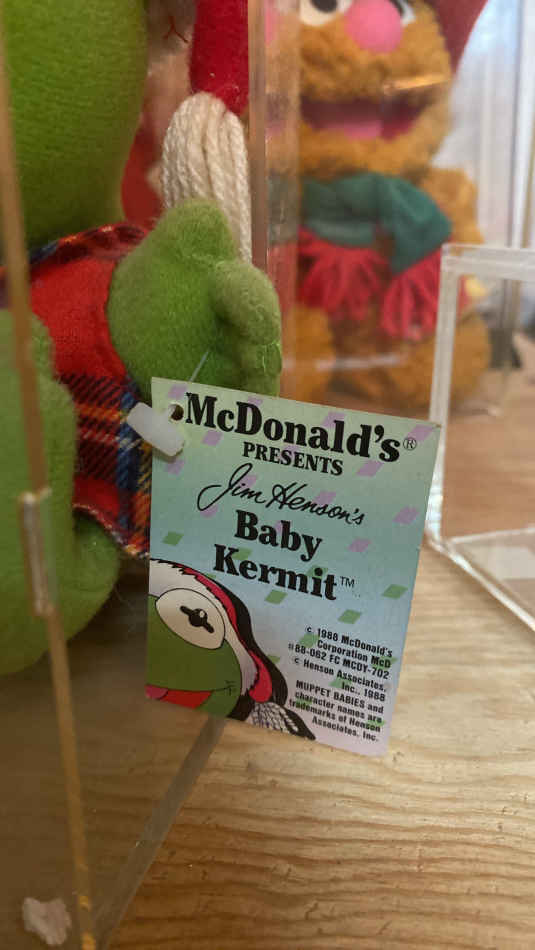 McDonald's®
PRESENTS
Jim Henson's
Baby
Kermit™
c 1988 McDonald's
Corporation McD
#88-062 FC MCDY-702
c Henson Associates,
Inc., 1988
MUPPET BABIES and
character names are
trademarks of Henson
Associates, Inc.